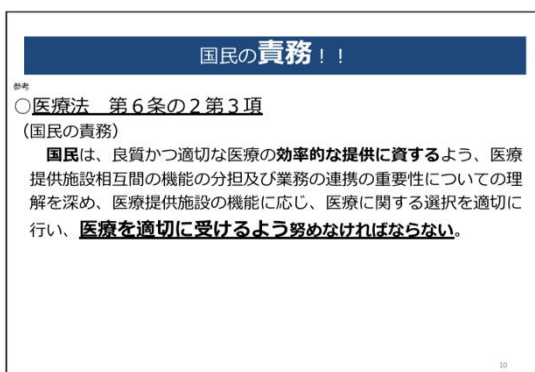 国民の責務！！
参考
○医療法　第６条の２第３項
（国民の責務）
国民は、良質かつ適切な医療の効率的な提供に資するよう、医療
提供施設相互間の機能の分担及び業務の連携の重要性についての理
解を深め、医療提供施設の機能に応じ、医療に関する選択を適切に
行い、医療を適切に受けるよう努めなければならない。
10